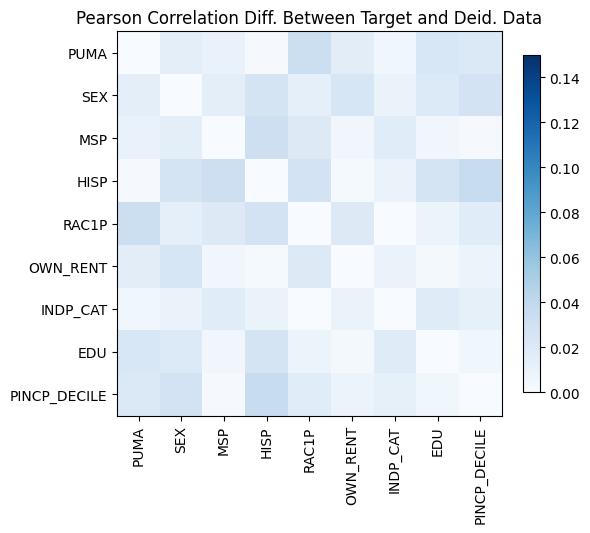 Pearson Correlation Diff. Between Target and Deid. Data
PUMA
SEX
MSP
HISP
RAC1P
OWN_RENT
INDP_CAT
EDU
PINCP_DECILE
PUMA
SEX
MSP
HISP
RAC1P
OWN_RENT
INDP_CAT
EDU
PINCP_DECILE
0.14
0.12
0.10
0.08
0.06
0.04
0.02
0.00